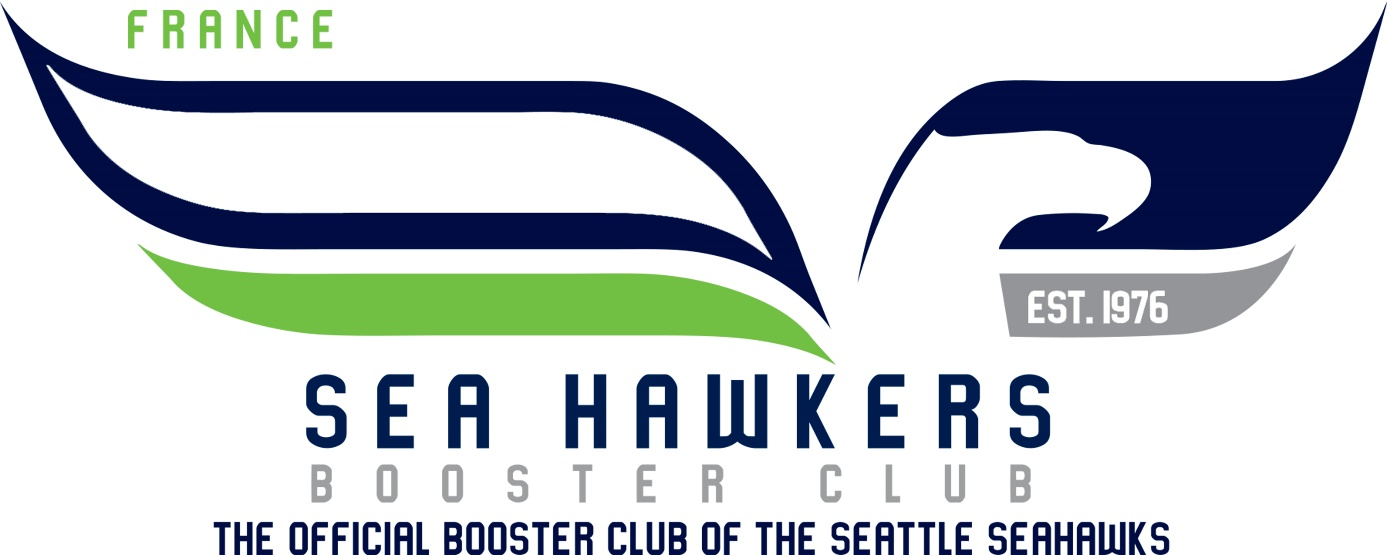 FRANCE
EST. 1976
SEA HAWKERS
BOOSTER CLUB
THE OFFICIAL BOOSTER CLUB OF THE SEATTLE SEAHAWKS